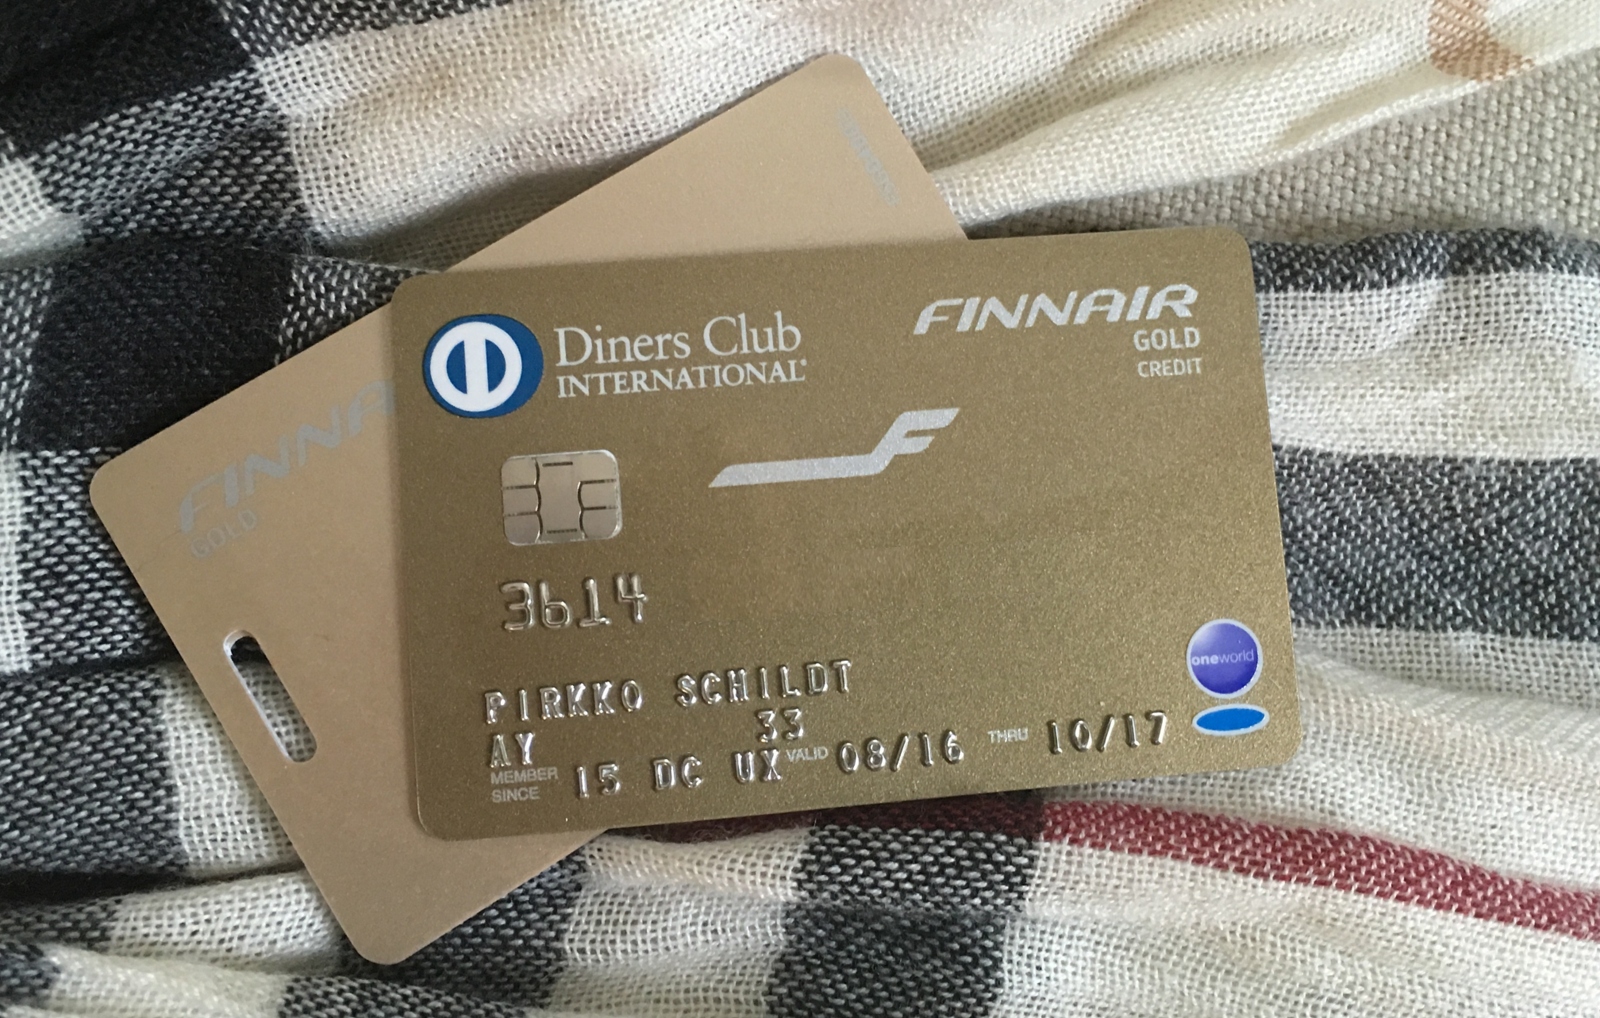 Diners Club
INTERNATIONAL®
FINNAIR
GOLD
CREDIT
3614
PIRKKO SCHILDT
33
AY
MEMBER
SINCE
15 DC UX
VALID
08/16
THRU
10/17
oneworld
FINNA
GOLD